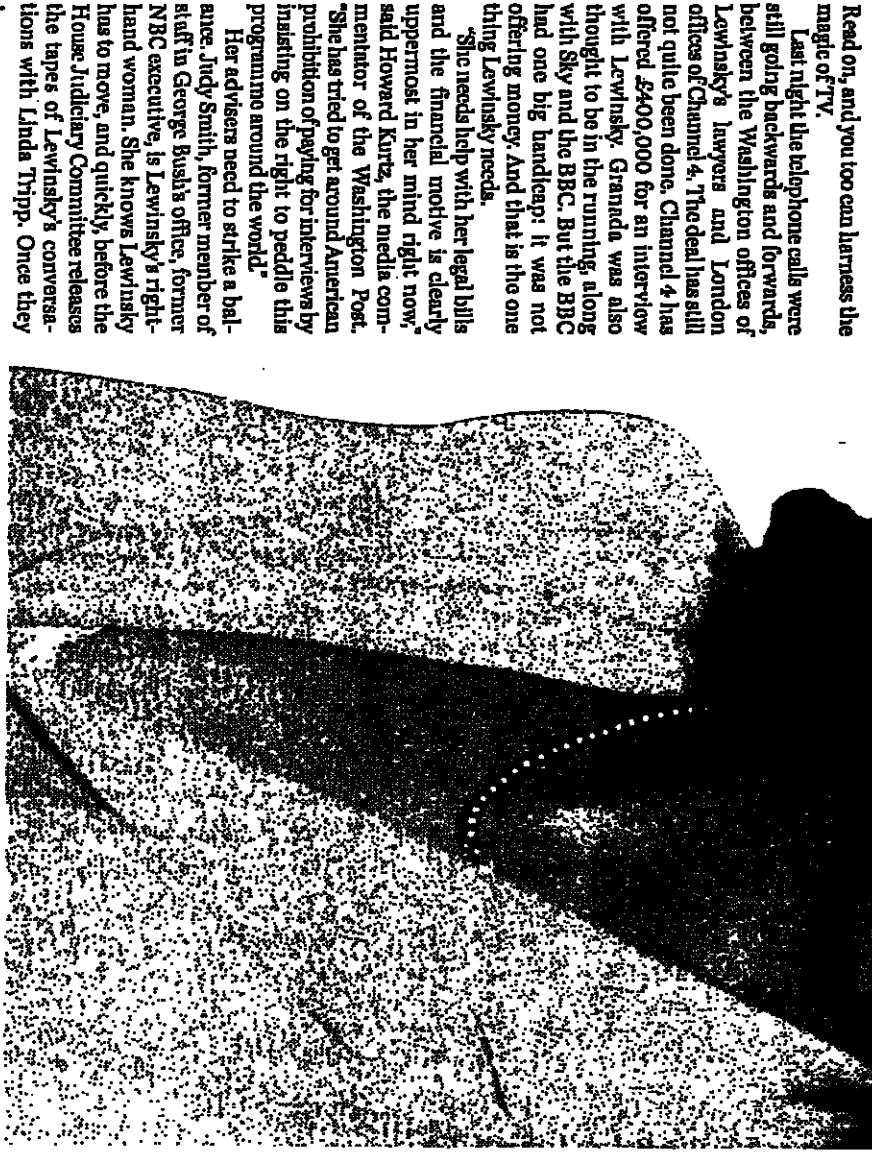 Read on, and you too can harness the
magic of TV.
Last night the telephone calls were
still going backwards and forwards,
between the Washington offices of
Lewinsky's lawyers and London
offices of Channel 4. The deal has still
not quite been done. Channel 4 has
offered £400,000 for an interview
with Lewinsky. Granada was also
thought to be in the running, along
with Sky and the BBC. But the BBC
had one big handicap: it was not
offering money. And that is the one
thing Lewinsky needs.
"She needs help with her legal bills
and the financial motive is clearly
uppermost in her mind right now,"
said Howard Kurtz, the media com-
mentator of the Washington Post.
"She has tried to get around American
prohibition of paying for interviews by
insisting on the right to peddle this
programme around the world."
Her advisers need to strike a bal-
ance. Judy Smith, former member of
staff in George Bush's office, former
NBC executive, is Lewinsky's right-
hand woman. She knows Lewinsky
has to move, and quickly, before the
House Judiciary Committee releases
the tapes of Lewinsky's conversa-
tions with Linda Tripp. Once they